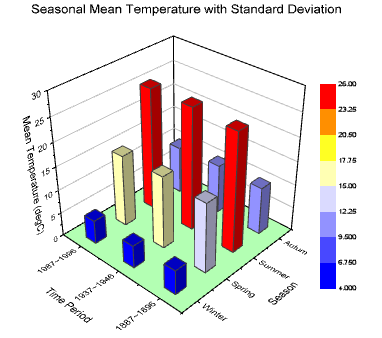 Seasonal Mean Temperature with Standard Deviation
30
25
20
15
10
5
0
Mean Temperature (degC)
1987~1996
1937~1946
1887~1896
Time Period
Winter
Spring
Summer
Autum
Season
26.00
23.25
20.50
17.75
15.00
12.25
9.500
6.750
4.000